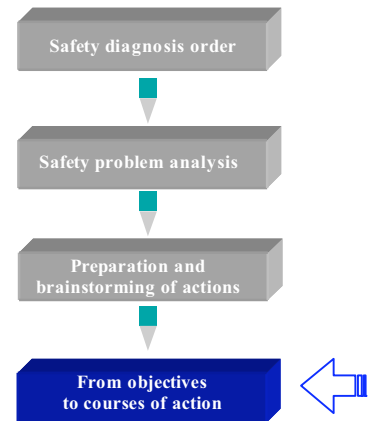 Safety diagnosis order
Safety problem analysis
Preparation and
brainstorming of actions
From objectives
to courses of action